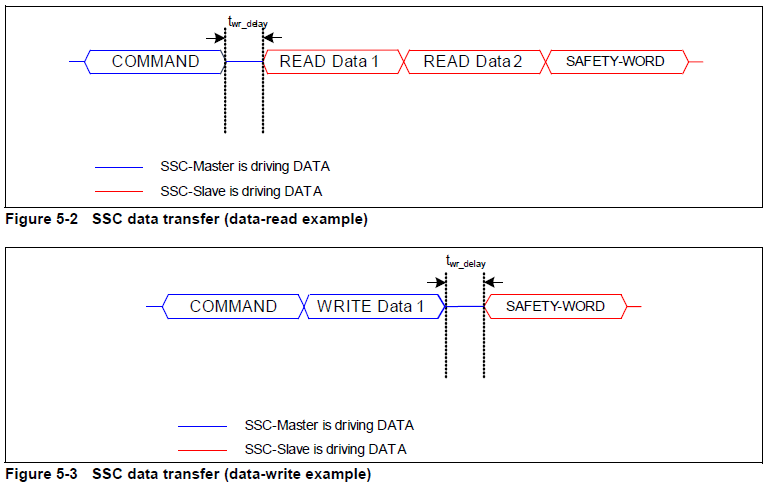 twr_delay
COMMAND READ Data 1 READ Data 2 SAFETY-WORD
SSC-Master is driving DATA
SSC-Slave is driving DATA
Figure 5-2 SSC data transfer (data-read example)
twr_delay
COMMAND WRITE Data 1 SAFETY-WORD
SSC-Master is driving DATA
SSC-Slave is driving DATA
Figure 5-3 SSC data transfer (data-write example)